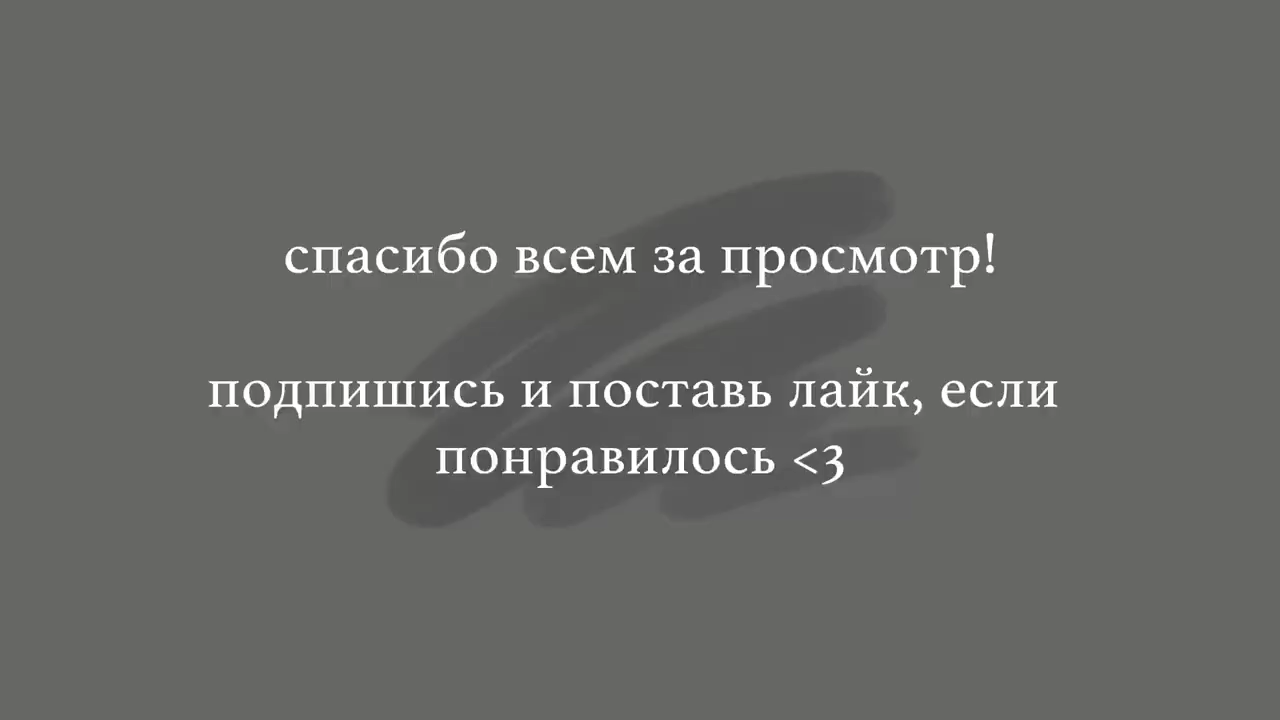 спасибо всем за просмотр!
подпишись и поставь лайк, если
понравилось <3